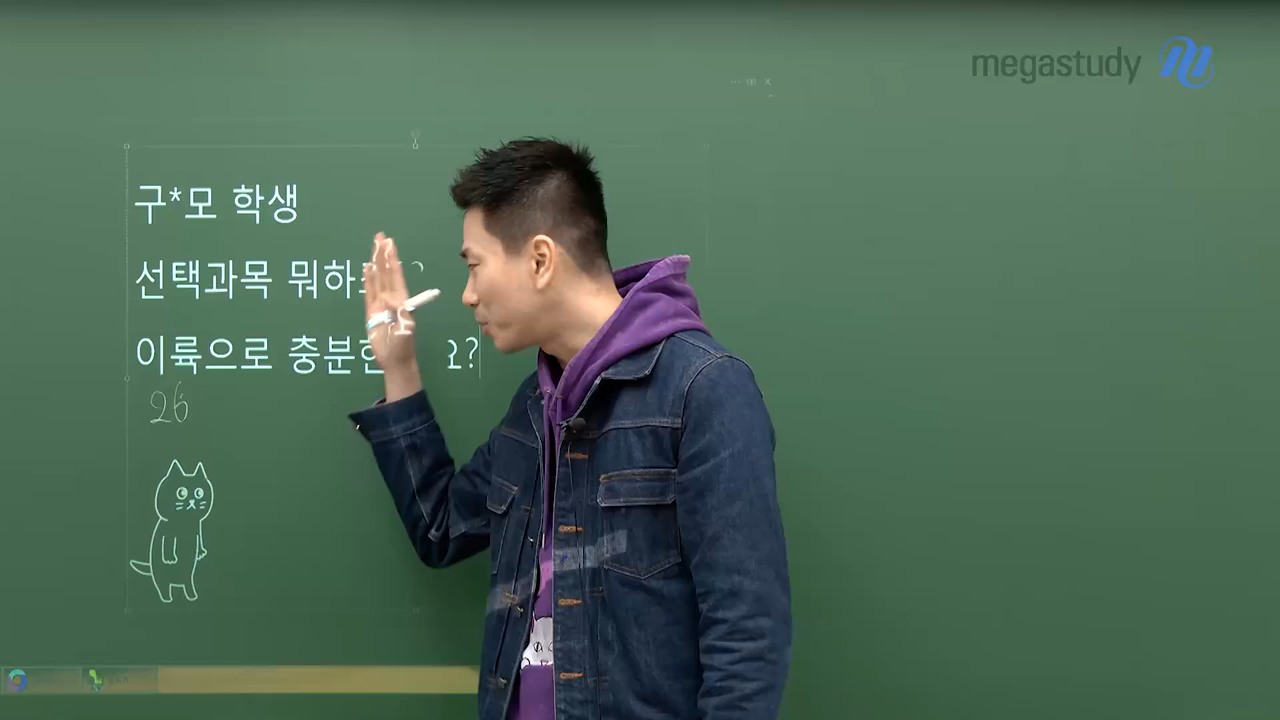 megastudy
구*모 학생
선택과목 뭐하
이륙으로 충분한 요?
26